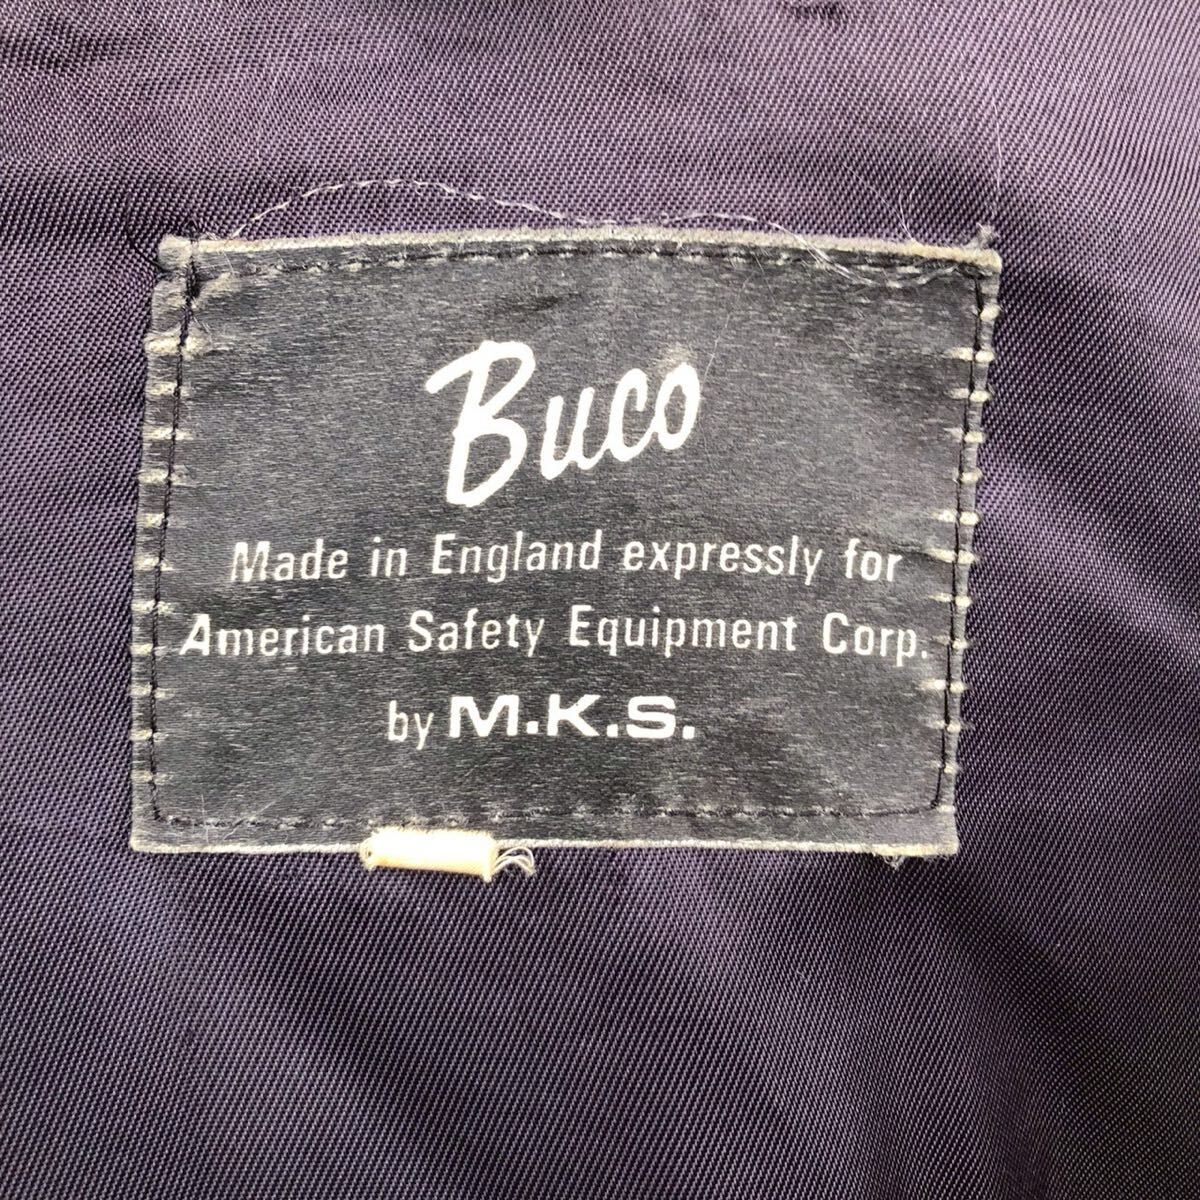 Buco
Made in England expressly for
American Safety Equipment Corp.
by M.K.S.